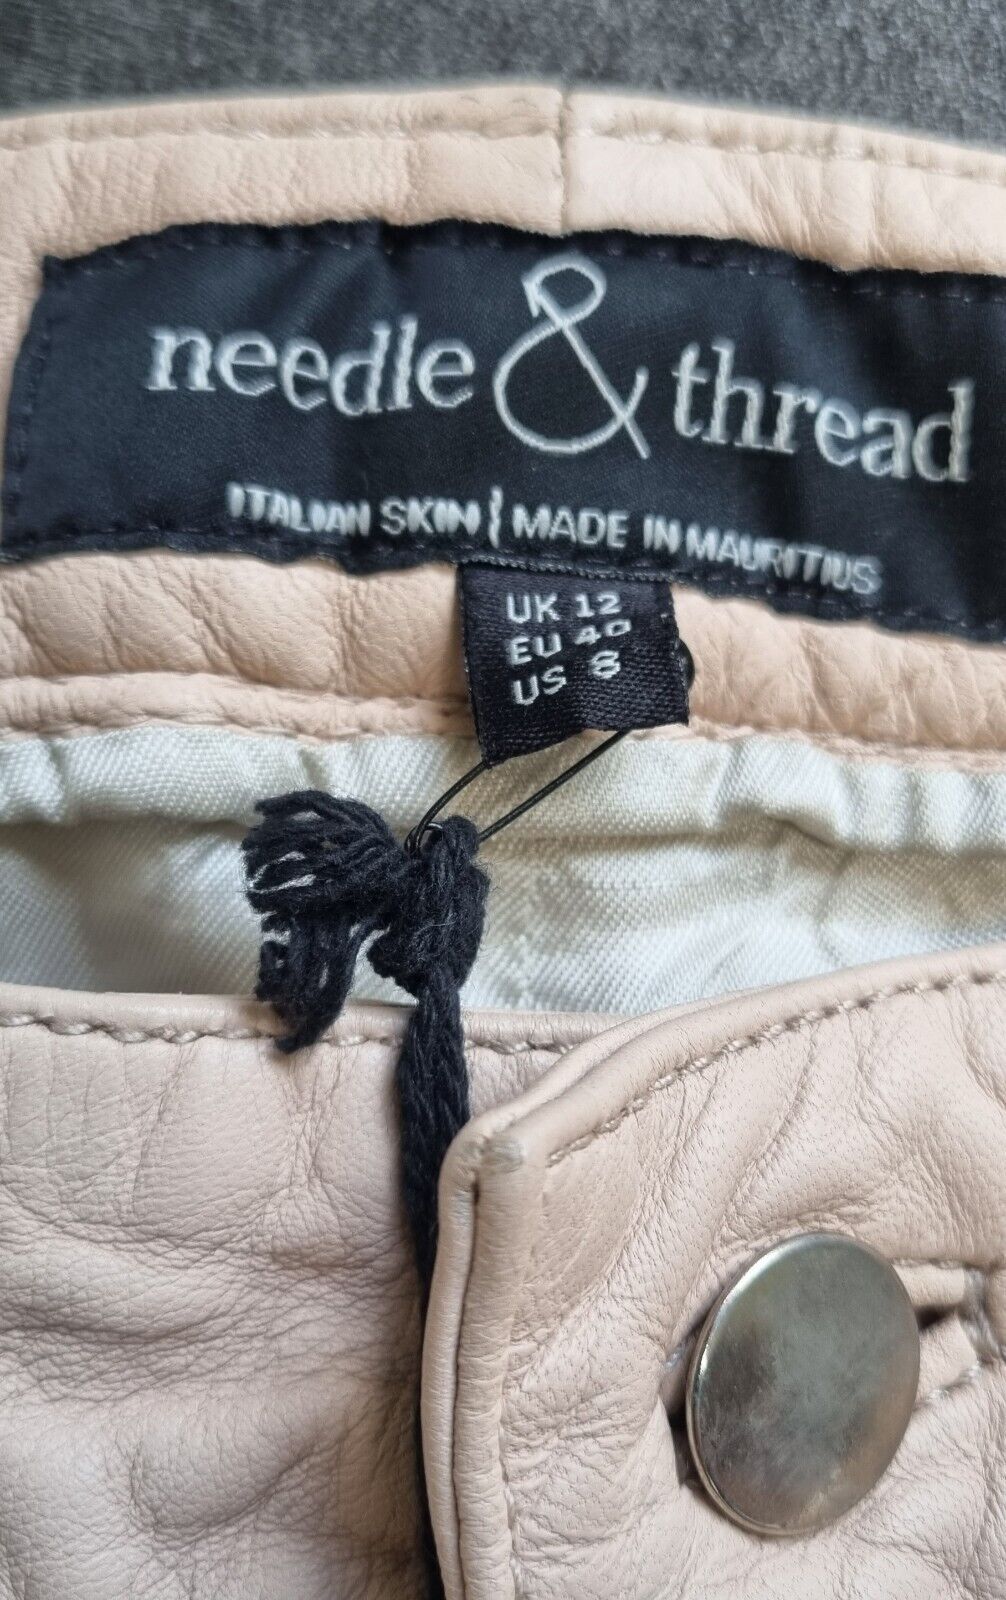 needle & thread
ITALIAN SKIN | MADE IN MAURITIUS
UK 12
EU 40
US 8